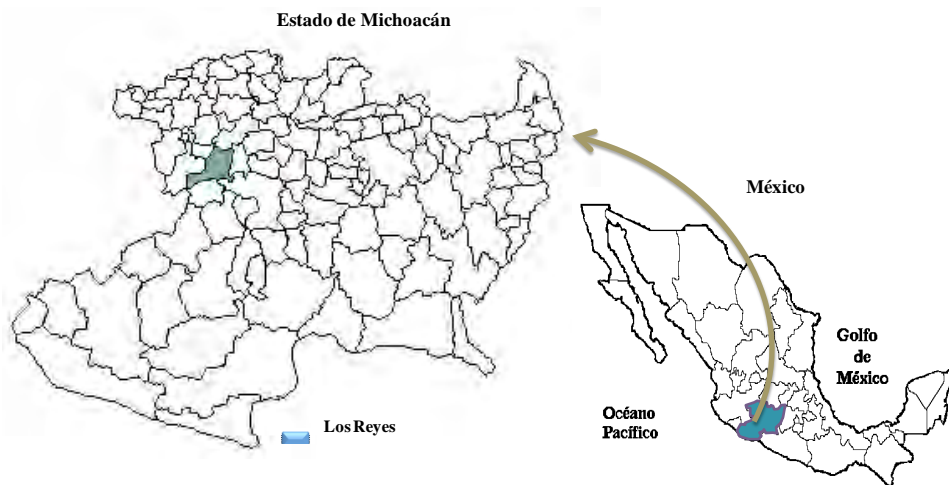 Estado de Michoacán
México
Golfo
de
México
Océano
Pacífico
Los Reyes